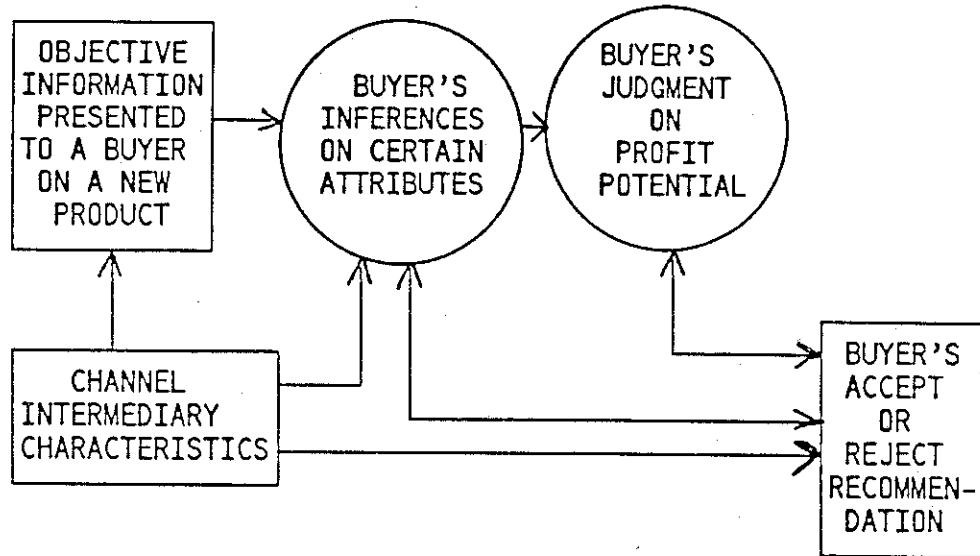 OBJECTIVE
INFORMATION
PRESENTED
TO A BUYER
ON A NEW
PRODUCT
BUYER'S
INFERENCES
ON CERTAIN
ATTRIBUTES
BUYER'S
JUDGMENT
ON
PROFIT
POTENTIAL
CHANNEL
INTERMEDIARY
CHARACTERISTICS
BUYER'S
ACCEPT
OR
REJECT
RECOMMEN-
DATION